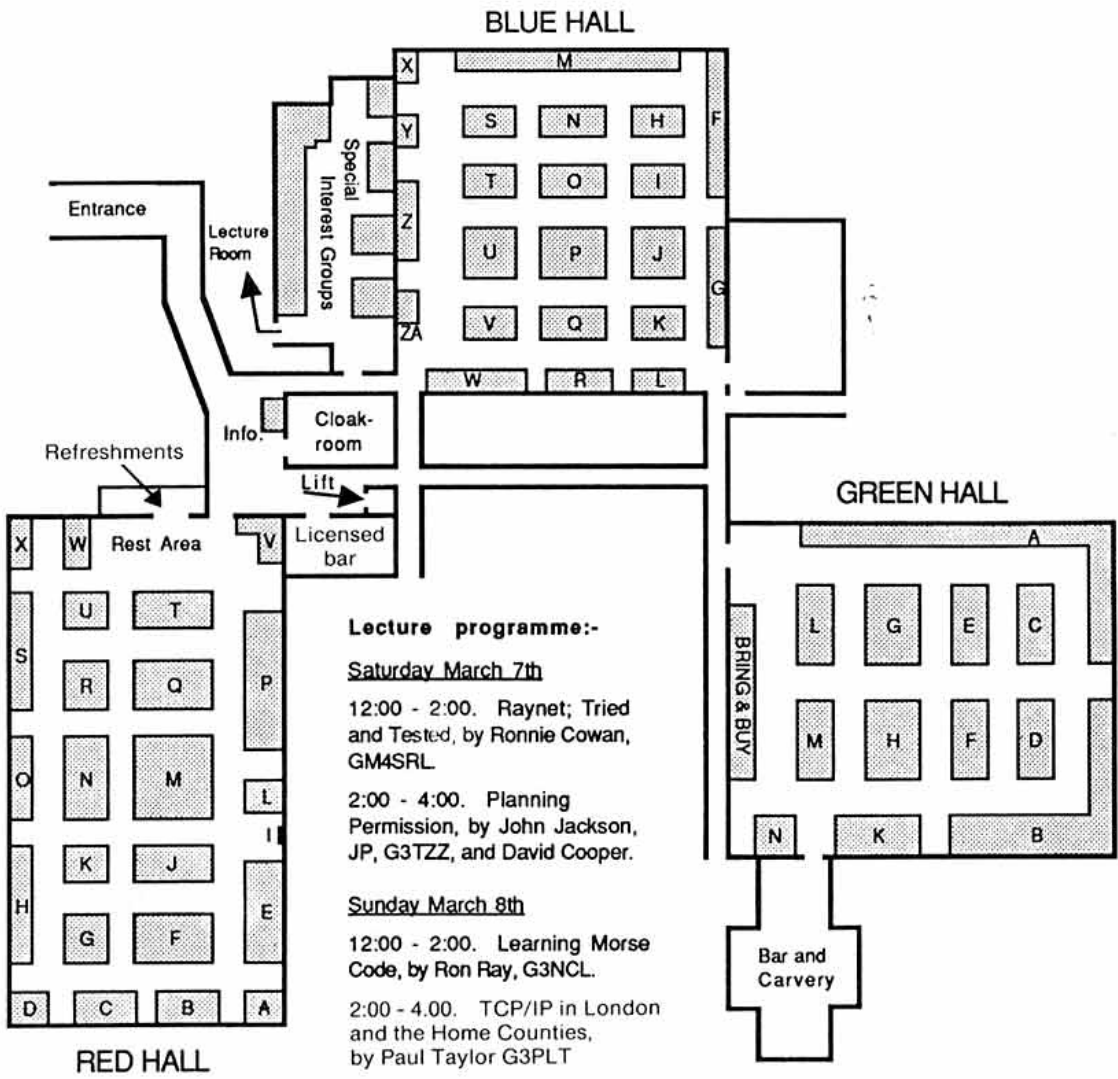 BLUE HALL
X
M
Y
S
N
H
F
Special
Interest Groups
T
O
I
Entrance
Lecture
Room
Z
U
P
J
G
V
Q
K
ZA
W
R
L
Info.
Cloak-
room
Refreshments
Lift
GREEN HALL
X
W
Rest Area
V
Licensed
bar
A
U
T
S
R
Q
P
O
N
M
L
I
K
J
H
E
G
F
D
C
B
A
RED HALL
Lecture programme:-
Saturday March 7th
12:00 - 2:00. Raynet; Tried
and Tested, by Ronnie Cowan,
GM4SRL.
2:00 - 4:00. Planning
Permission, by John Jackson,
JP, G3TZZ, and David Cooper.
Sunday March 8th
12:00 - 2:00. Learning Morse
Code, by Ron Ray, G3NCL.
2:00 - 4.00. TCP/IP in London
and the Home Counties,
by Paul Taylor G3PLT
L
G
E
C
BRING & BUY
M
H
F
D
N
K
B
Bar and
Carvery